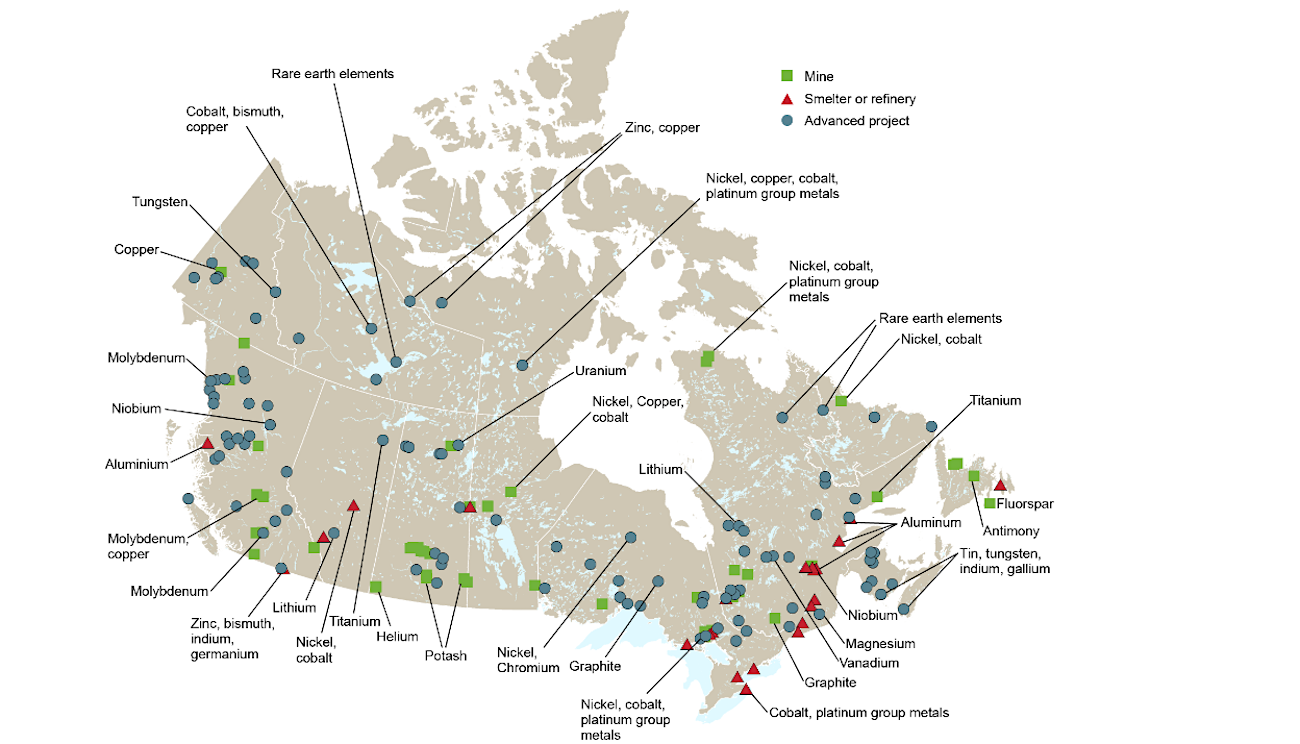 Rare earth elements
Cobalt, bismuth,
copper
Zinc, copper
Mine
Smelter or refinery
Advanced project
Nickel, copper, cobalt,
platinum group metals
Tungsten
Copper
Nickel, cobalt,
platinum group
metals
Rare earth elements
Nickel, cobalt
Molybdenum
Uranium
Niobium
Nickel, Copper,
cobalt
Titanium
Aluminium
Lithium
Fluorspar
Aluminum
Antimony
Molybdenum,
copper
Tin, tungsten,
indium, gallium
Molybdenum
Lithium
Titanium
Helium
Zinc, bismuth,
indium,
germanium
Nickel,
cobalt
Potash
Nickel,
Chromium
Graphite
Niobium
Magnesium
Vanadium
Graphite
Nickel, cobalt,
platinum group
metals
Cobalt, platinum group metals